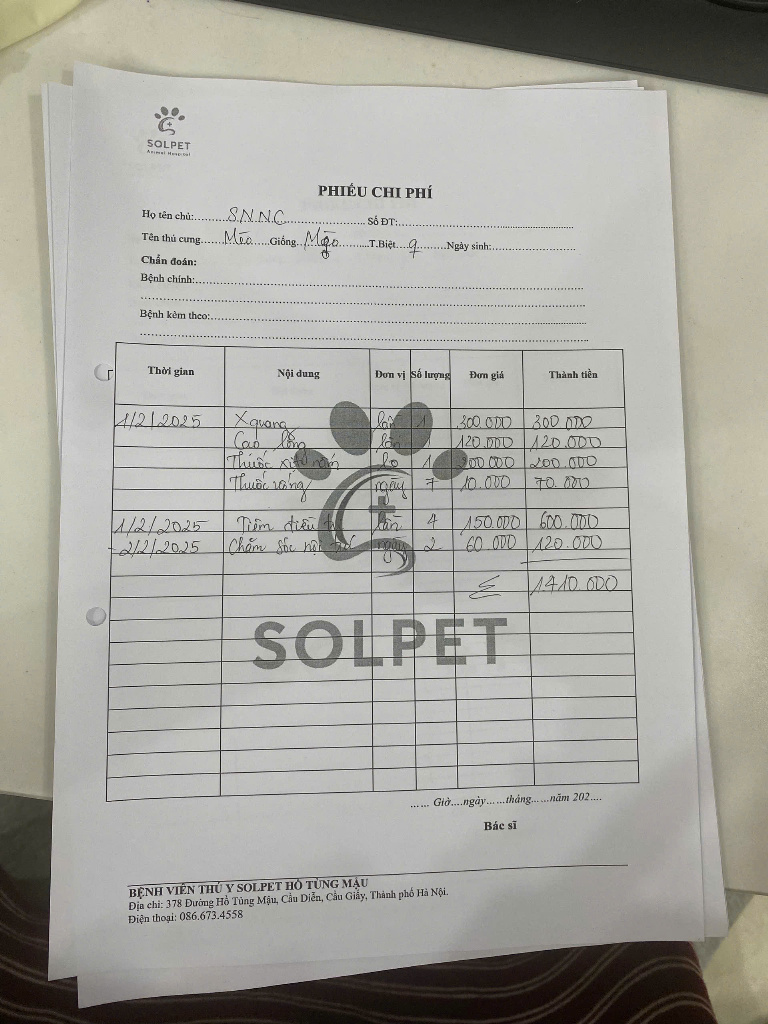 SOLPET
Animal Hospital
PHIẾU CHI PHÍ
Họ tên chủ:.........S.N.N.C.....................Số ĐT:..................................................
Tên thú cưng......Mèo.....Giống..........T.Biệt...♀.......Ngày sinh:........................
Chẩn đoán:
Bệnh chính:........................................................................................
Bệnh kèm theo:....................................................................................
Thời gian Nội dung Đơn vị Số lượng Đơn giá Thành tiền
1/2/2025 Xquang lần 1 300.000 300.000
Cạo lông lần 1 120.000 120.000
Thuốc xịt nấm lọ 1 200.000 200.000
Thuốc uống ngày 7 10.000 70.000
1/2/2025 Tiêm điều trị lần 4 150.000 600.000
-2/2/2025 Chăm sóc nội trú ngày 2 60.000 120.000
Σ 1410.000
SOLPET
...... Giờ....ngày......tháng......năm 202....
Bác sĩ
BỆNH VIỆN THÚ Y SOLPET HỒ TÙNG MẬU
Địa chỉ: 378 Đường Hồ Tùng Mậu, Cầu Diễn, Cầu Giấy, Thành phố Hà Nội.
Điện thoại: 086.673.4558